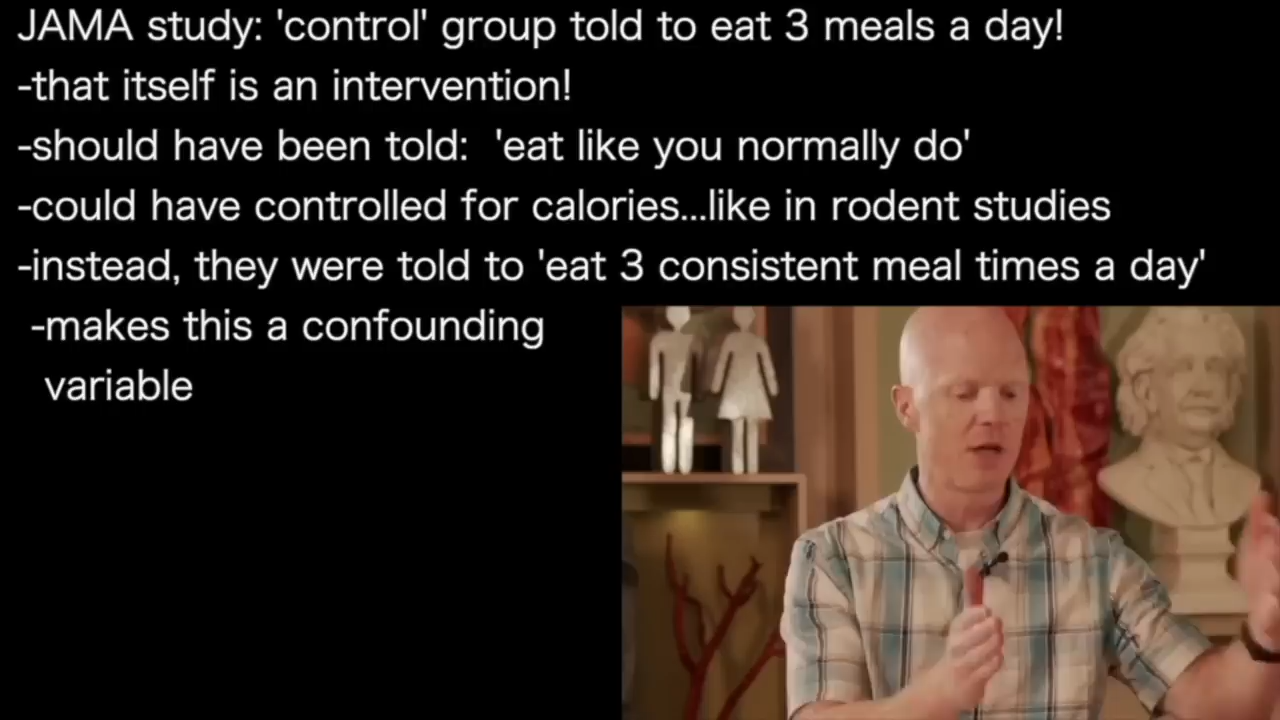 JAMA study: 'control' group told to eat 3 meals a day!
-that itself is an intervention!
-should have been told:  'eat like you normally do'
-could have controlled for calories...like in rodent studies
-instead, they were told to 'eat 3 consistent meal times a day'
-makes this a confounding
variable